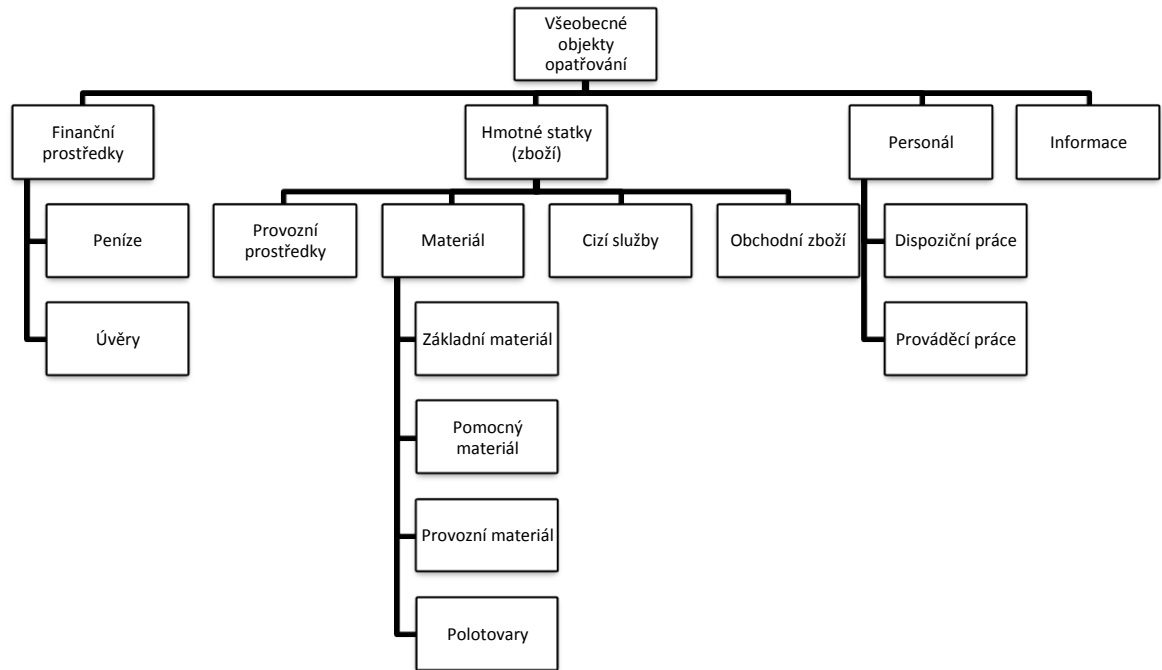 Všeobecné
objekty
opatřování
Finanční
prostředky
Hmotné statky
(zboží)
Personál
Informace
Peníze
Úvěry
Provozní
prostředky
Materiál
Cizí služby
Obchodní zboží
Základní materiál
Pomocný
materiál
Provozní materiál
Polotovary
Dispoziční práce
Prováděcí práce